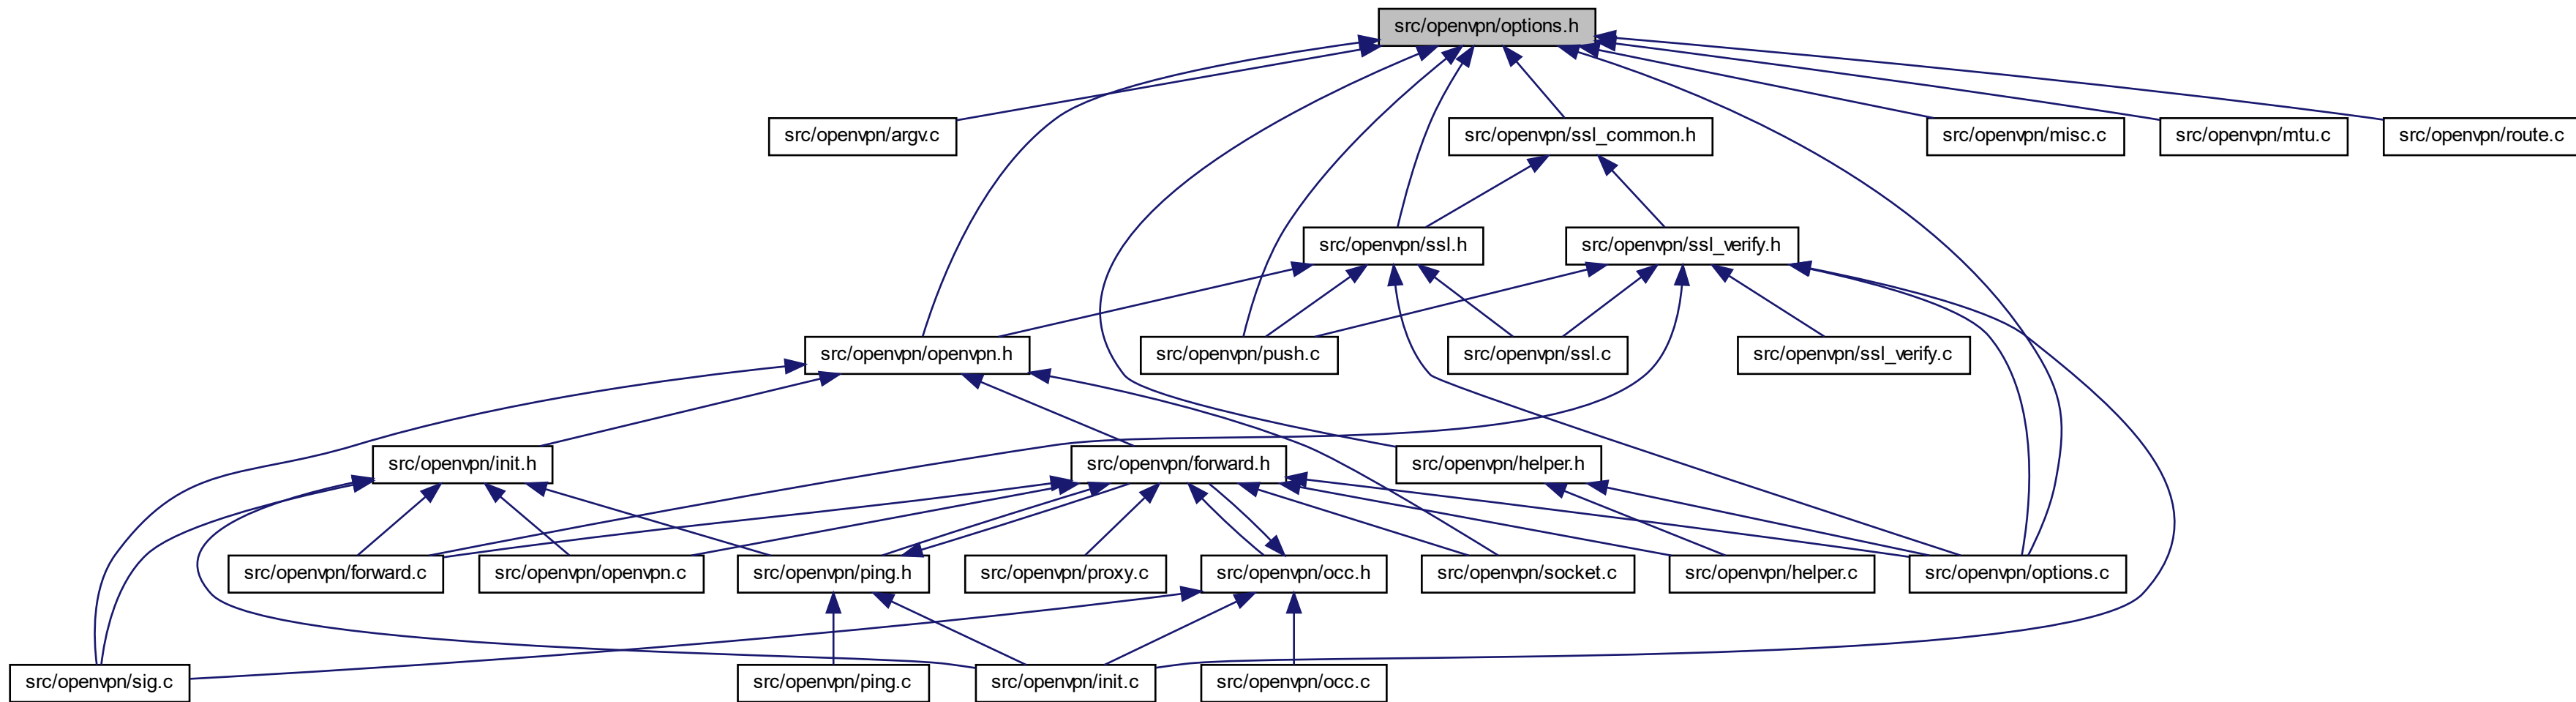 src/openvpn/options.h
src/openvpn/argv.c
src/openvpn/ssl_common.h
src/openvpn/misc.c
src/openvpn/mtu.c
src/openvpn/route.c
src/openvpn/ssl.h
src/openvpn/ssl_verify.h
src/openvpn/openvpn.h
src/openvpn/push.c
src/openvpn/ssl.c
src/openvpn/ssl_verify.c
src/openvpn/init.h
src/openvpn/forward.h
src/openvpn/helper.h
src/openvpn/forward.c
src/openvpn/openvpn.c
src/openvpn/ping.h
src/openvpn/proxy.c
src/openvpn/occ.h
src/openvpn/socket.c
src/openvpn/helper.c
src/openvpn/options.c
src/openvpn/sig.c
src/openvpn/ping.c
src/openvpn/init.c
src/openvpn/occ.c